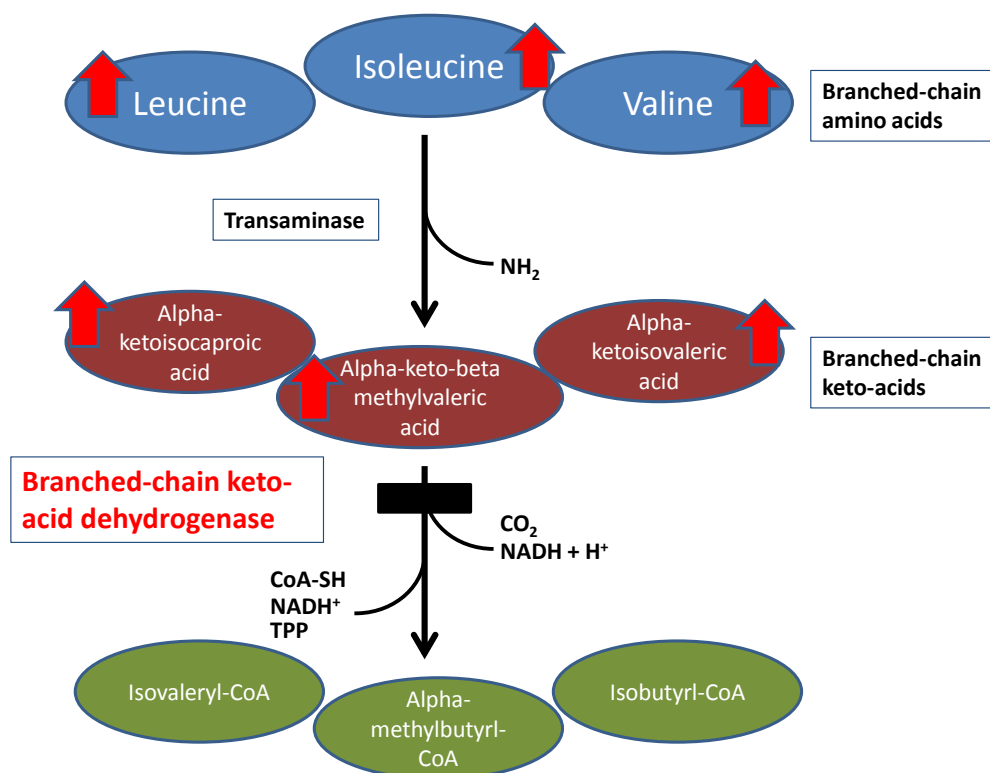 Isoleucine
Leucine
Valine
Branched-chain
amino acids
Transaminase
NH₂
Alpha-
ketoisocaproic
acid
Alpha-keto-beta
methylvaleric
acid
Alpha-
ketoisovaleric
acid
Branched-chain
keto-acids
Branched-chain keto-
acid dehydrogenase
CO₂
NADH + H⁺
CoA-SH
NADH⁺
TPP
Isovaleryl-CoA
Alpha-
methylbutyrl-
CoA
Isobutyrl-CoA